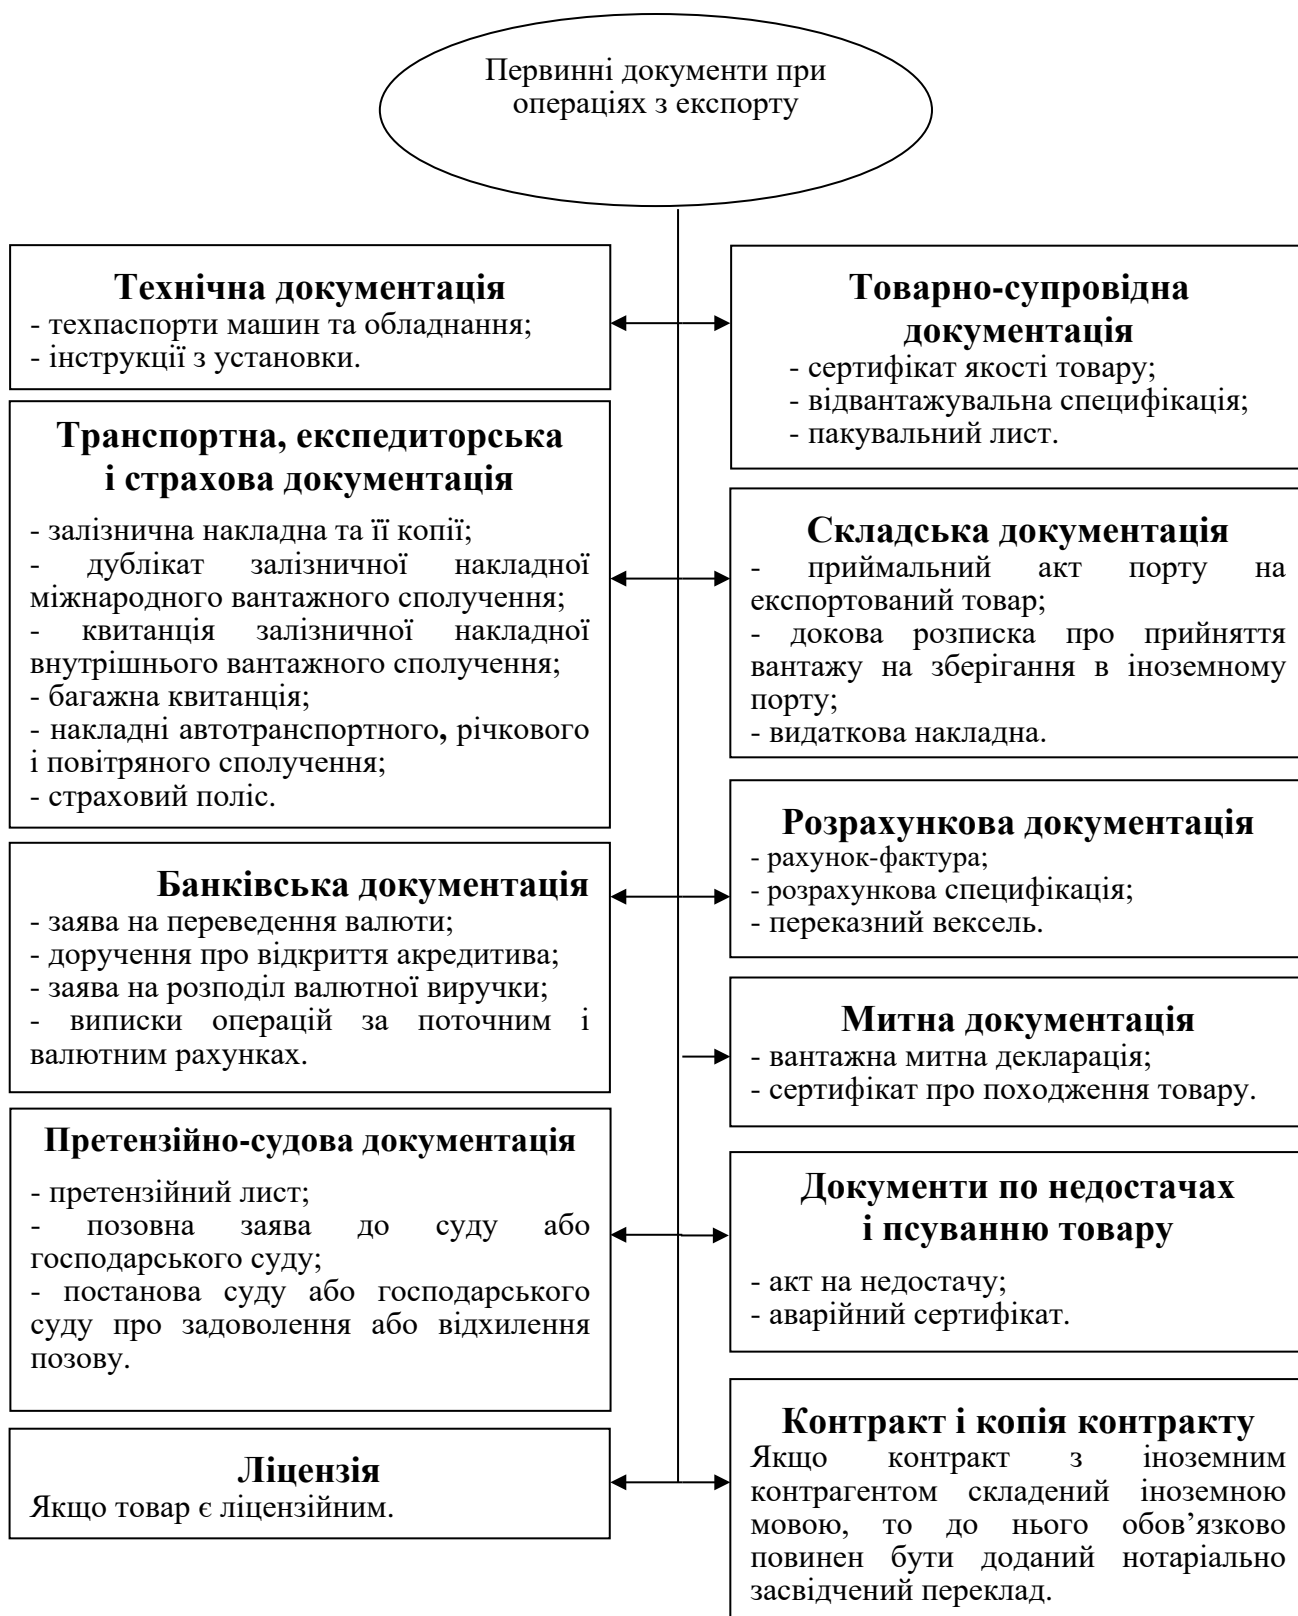 Первинні документи при
операціях з експорту
Технічна документація
- техпаспорти машин та обладнання;
- інструкції з установки.
Товарно-супровідна
документація
- сертифікат якості товару;
- відвантажувальна специфікація;
- пакувальний лист.
Транспортна, експедиторська
і страхова документація
- залізнична накладна та її копії;
- дублікат залізничної накладної
міжнародного вантажного сполучення;
- квитанція залізничної накладної
внутрішнього вантажного сполучення;
- багажна квитанція;
- накладні автотранспортного, річкового
і повітряного сполучення;
- страховий поліс.
Складська документація
- приймальний акт порту на
експортований товар;
- докова розписка про прийняття
вантажу на зберігання в іноземному
порту;
- видаткова накладна.
Банківська документація
- заява на переведення валюти;
- доручення про відкриття акредитива;
- заява на розподіл валютної виручки;
- виписки операцій за поточним і
валютним рахунках.
Розрахункова документація
- рахунок-фактура;
- розрахункова специфікація;
- переказний вексель.
Митна документація
- вантажна митна декларація;
- сертифікат про походження товару.
Претензійно-судова документація
- претензійний лист;
- позовна заява до суду або
господарського суду;
- постанова суду або господарського
суду про задоволення або відхилення
позову.
Документи по недостачах
і псуванню товару
- акт на недостачу;
- аварійний сертифікат.
Ліцензія
Якщо товар є ліцензійним.
Контракт і копія контракту
Якщо контракт з іноземним
контрагентом складений іноземною
мовою, то до нього обов’язково
повинен бути доданий нотаріально
засвідчений переклад.